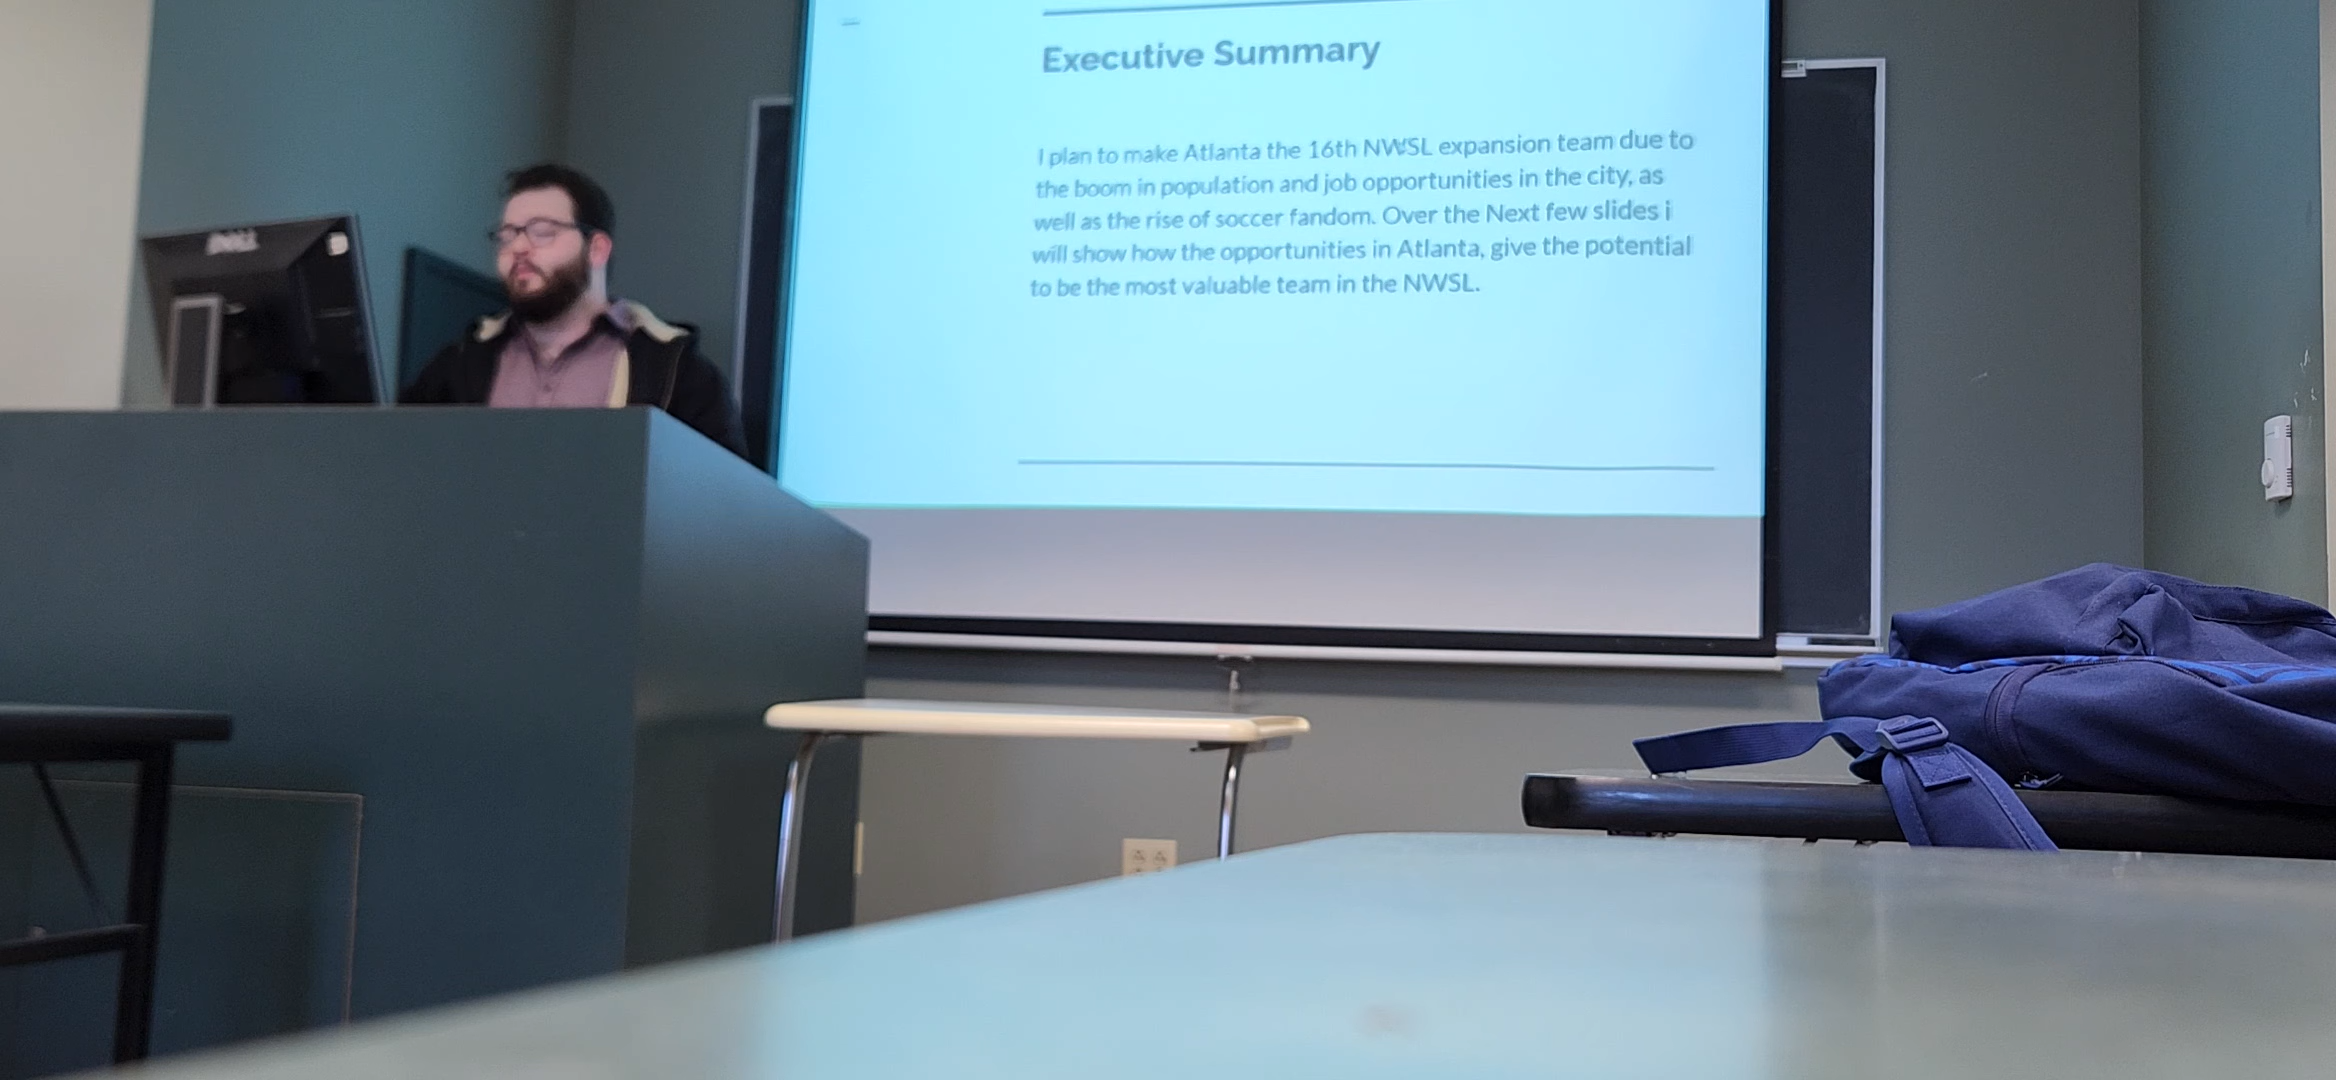 Executive Summary
I plan to make Atlanta the 16th NWSL expansion team due to
the boom in population and job opportunities in the city, as
well as the rise of soccer fandom. Over the Next few slides i
will show how the opportunities in Atlanta, give the potential
to be the most valuable team in the NWSL.
DELL